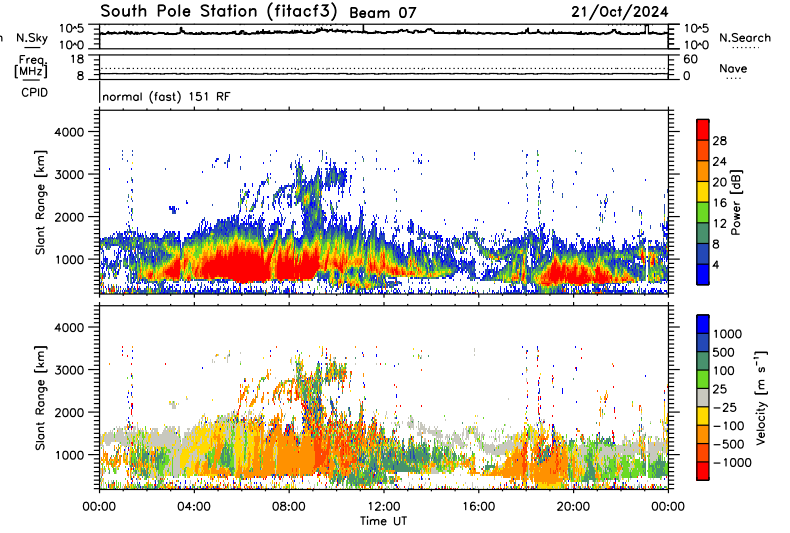 South Pole Station (fitacf3) Beam 07 21/Oct/2024
N.Sky 10^5 10^0 10^5 10^0 N.Search
Freq. [MHz] 18 8 60 0 Nave
CPID normal (fast) 151 RF
Slant Range [km]
4000
3000
2000
1000
Power [dB]
28
24
20
16
12
8
4
Slant Range [km]
4000
3000
2000
1000
Velocity [m s⁻¹]
1000
500
100
25
-25
-100
-500
-1000
00:00 04:00 08:00 12:00 16:00 20:00 00:00
Time UT